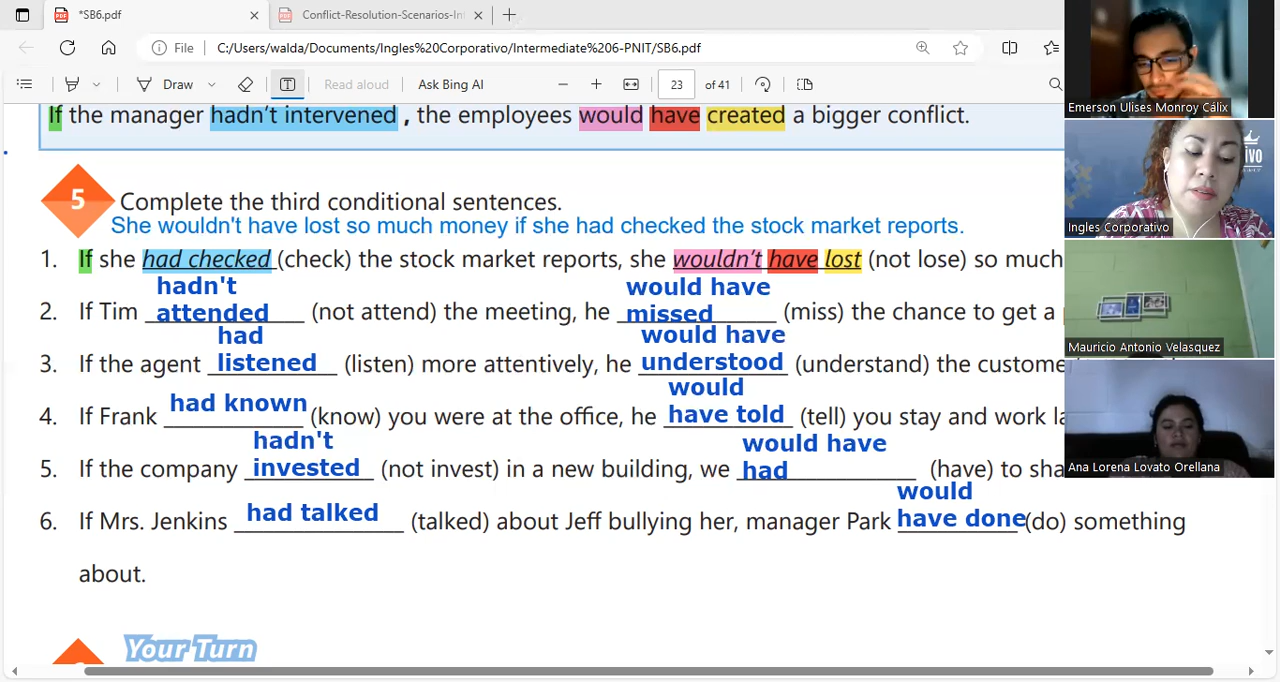 *SB6.pdf
Conflict-Resolution-Scenarios-In
File C:/Users/walda/Documents/Ingles%20Corporativo/Intermediate%206-PNIT/SB6.pdf
Draw Read aloud Ask Bing AI 23 of 41
If the manager hadn't intervened , the employees would have created a bigger conflict.
5 Complete the third conditional sentences.
She wouldn't have lost so much money if she had checked the stock market reports.
1. If she had checked (check) the stock market reports, she wouldn't have lost (not lose) so much
hadn't would have
2. If Tim attended (not attend) the meeting, he missed (miss) the chance to get a
had would have
3. If the agent listened (listen) more attentively, he understood (understand) the custome
would
4. If Frank had known (know) you were at the office, he have told (tell) you stay and work la
hadn't would have
5. If the company invested (not invest) in a new building, we had (have) to sha
would
6. If Mrs. Jenkins had talked (talked) about Jeff bullying her, manager Park have done (do) something
about.
Your Turn
Emerson Ulises Monroy Cálix
IVO
Ingles Corporativo
Mauricio Antonio Velasquez
Ana Lorena Lovato Orellana